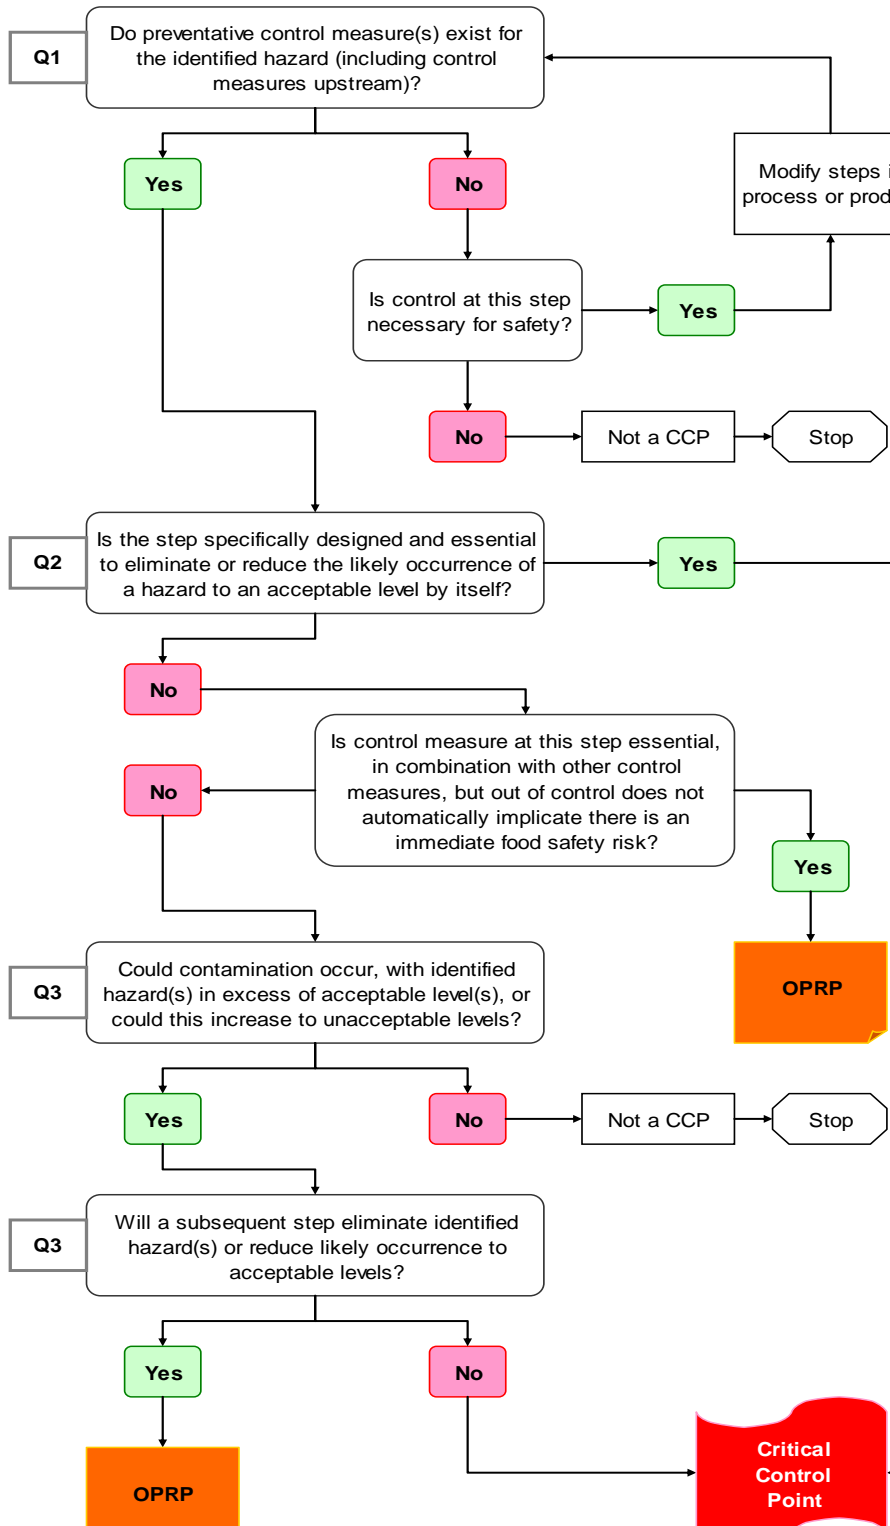 Q1
Do preventative control measure(s) exist for
the identified hazard (including control
measures upstream)?
Yes
No
Modify steps
process or
Is control at this step
necessary for safety?
Yes
No
Not a CCP
Stop
Q2
Is the step specifically designed and essential
to eliminate or reduce the likely occurrence of
a hazard to an acceptable level by itself?
Yes
No
Is control measure at this step essential,
in combination with other control
measures, but out of control does not
automatically implicate there is an
immediate food safety risk?
No
Yes
OPRP
Q3
Could contamination occur, with identified
hazard(s) in excess of acceptable level(s), or
could this increase to unacceptable levels?
Yes
No
Not a CCP
Stop
Q3
Will a subsequent step eliminate identified
hazard(s) or reduce likely occurrence to
acceptable levels?
Yes
No
OPRP
Critical
Control
Point